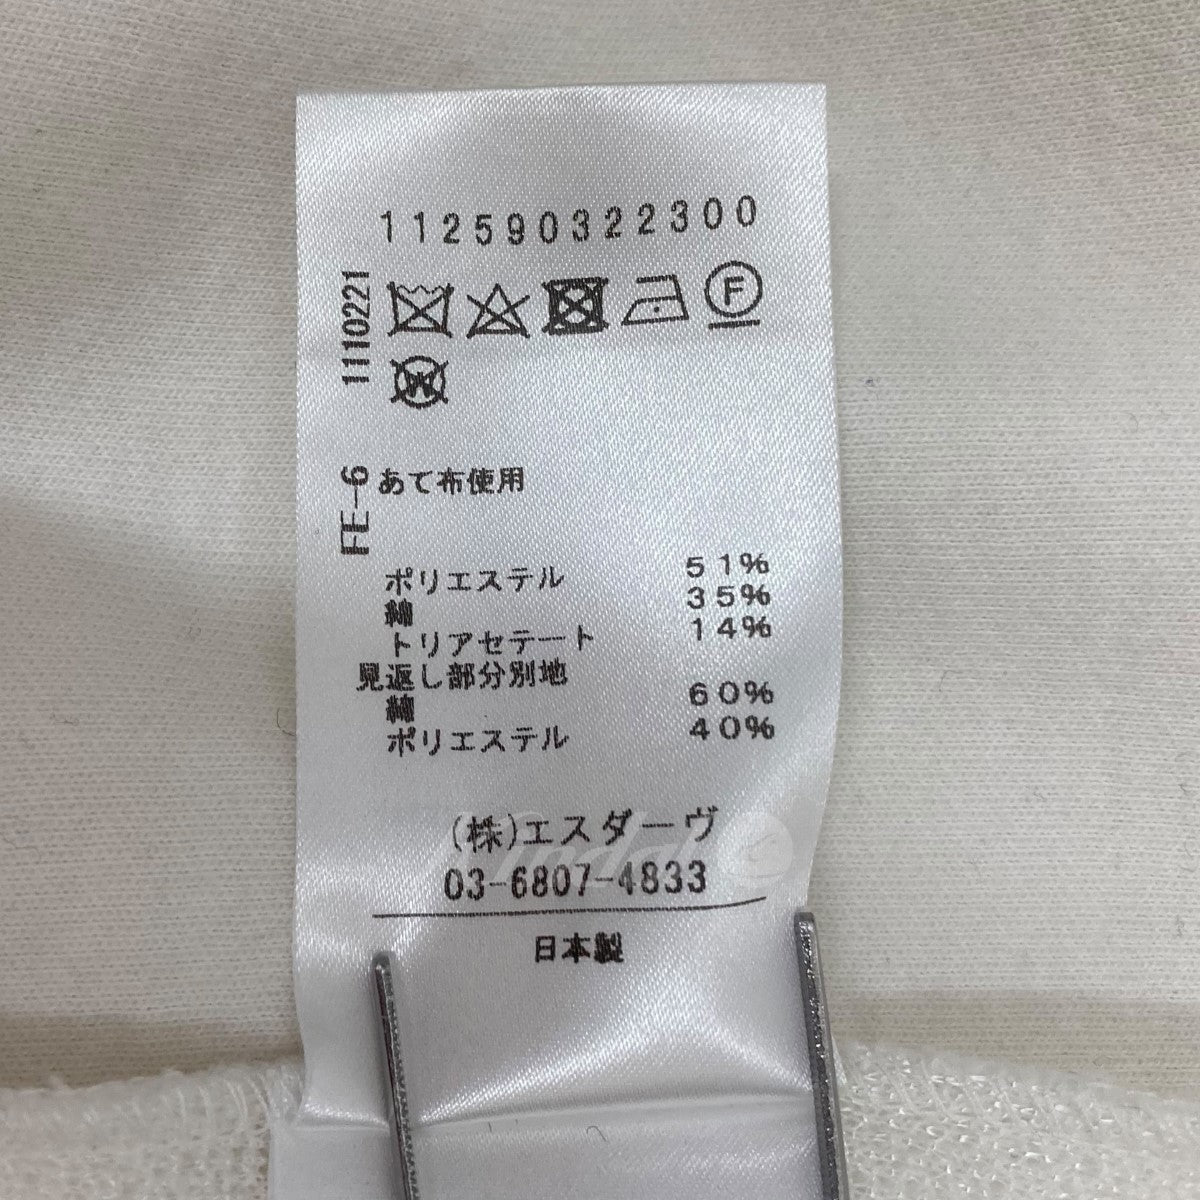 112590322300
1110221
F
W
FE-6
あて布使用
ポリエステル 51%
綿 35%
トリアセテート 14%
見返し部分別地
綿 60%
ポリエステル 40%
(株)エスダーヴ
03-6807-4833
日本製